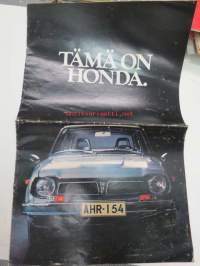 TÄMÄ ON
HONDA.
AHR-154